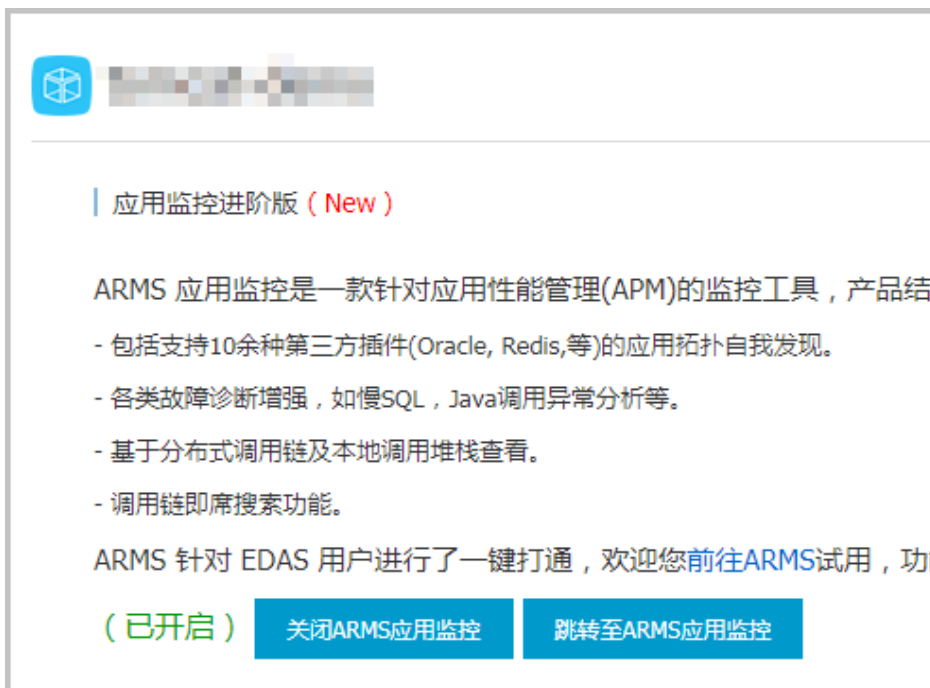 应用监控进阶版（New）
ARMS 应用监控是一款针对应用性能管理(APM)的监控工具，产品结
- 包括支持10余种第三方插件(Oracle, Redis,等)的应用拓扑自我发现。
- 各类故障诊断增强，如慢SQL，Java调用异常分析等。
- 基于分布式调用链及本地调用堆栈查看。
- 调用链即席搜索功能。
ARMS 针对 EDAS 用户进行了一键打通，欢迎您前往ARMS试用，功
（已开启） 关闭ARMS应用监控 跳转至ARMS应用监控